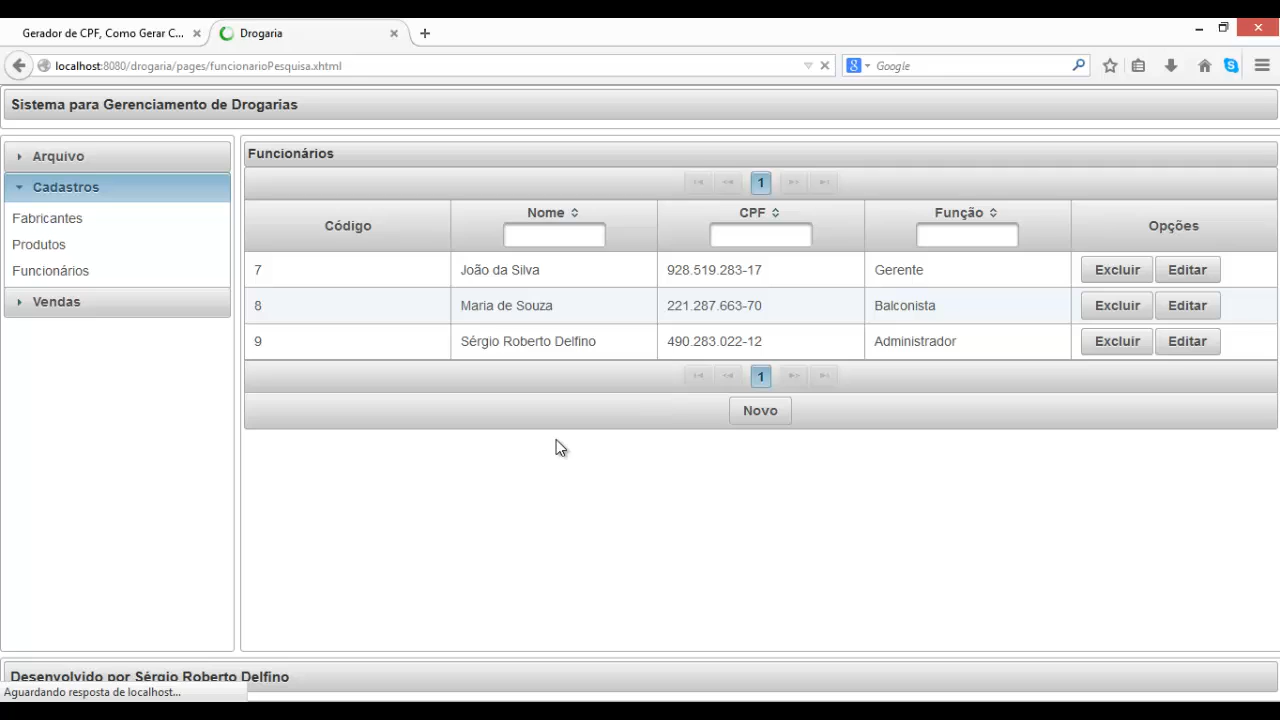 Gerador de CPF, Como Gerar C...
Drogaria
localhost:8080/drogaria/pages/funcionarioPesquisa.xhtml
Google
Sistema para Gerenciamento de Drogarias
Arquivo
Cadastros
Fabricantes
Produtos
Funcionários
Vendas
Funcionários
1
Código Nome CPF Função Opções
7 João da Silva 928.519.283-17 Gerente Excluir Editar
8 Maria de Souza 221.287.663-70 Balconista Excluir Editar
9 Sérgio Roberto Delfino 490.283.022-12 Administrador Excluir Editar
1
Novo
Desenvolvido por Sérgio Roberto Delfino
Aguardando resposta de localhost...